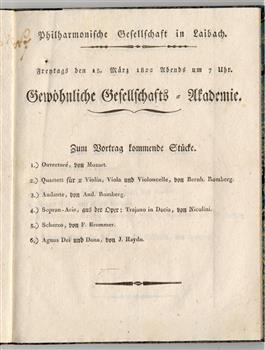 Philharmonische Gesellschaft in Laibach.
Freytags den 15. März 1822 Abends um 7 Uhr.
Gewöhnliche Gesellschafts-Akademie.
Zum Vortrag kommende Stücke.
1.) Ouverture, von Mozart.
2.) Quartett für 2 Violin, Viola und Violoncelle, von Bernh. Romberg.
3.) Andante, von And. Romberg.
4.) Sopran-Arie, aus der Oper: Trajano in Dacia, von Nicolini.
5.) Scherzo, von F. Krommer.
6.) Agnus Dei und Dona, von J. Haydn.